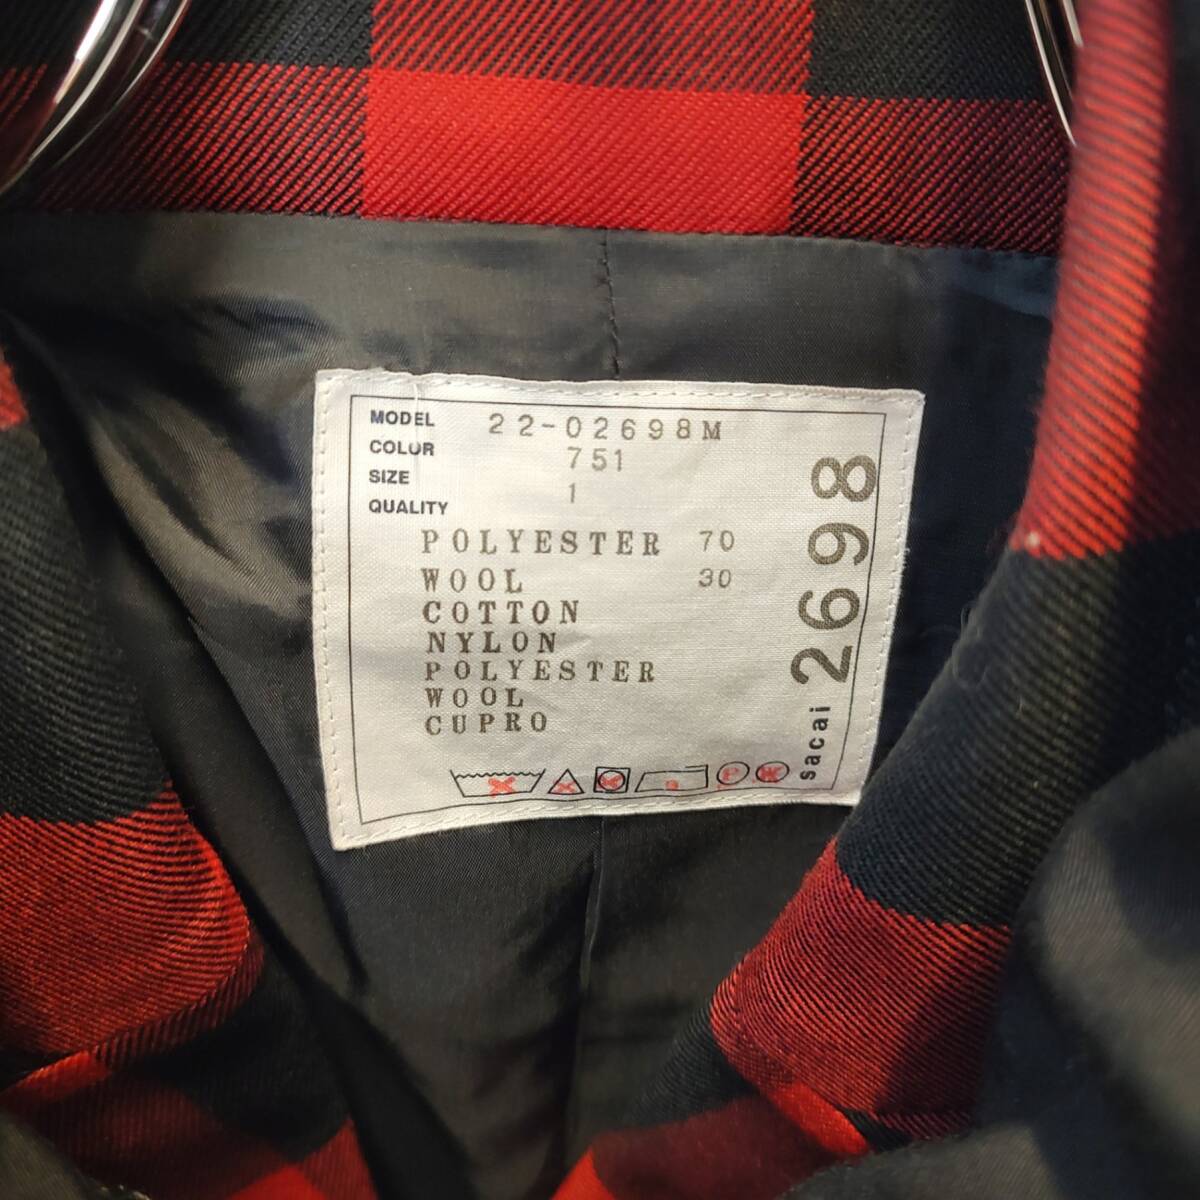 MODEL 22-02698M
COLOR 751
SIZE 1
QUALITY
POLYESTER 70
WOOL 30
COTTON
NYLON
POLYESTER
WOOL
CUPRO
sacai 2698